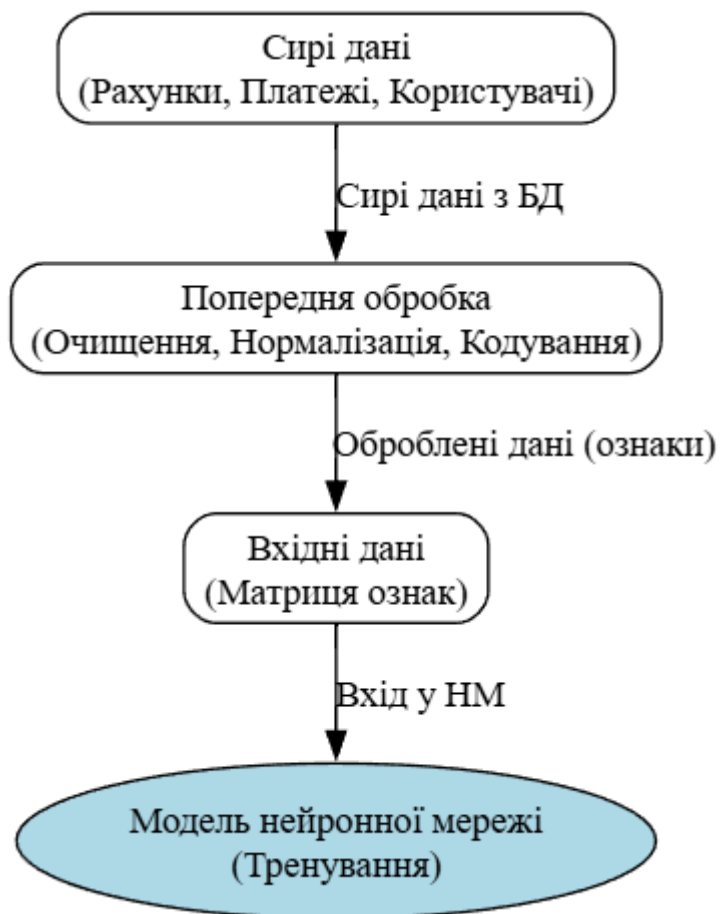 Сирі дані
(Рахунки, Платежі, Користувачі)
Сирі дані з БД
Попередня обробка
(Очищення, Нормалізація, Кодування)
Оброблені дані (ознаки)
Вхідні дані
(Матриця ознак)
Вхід у НМ
Модель нейронної мережі
(Тренування)